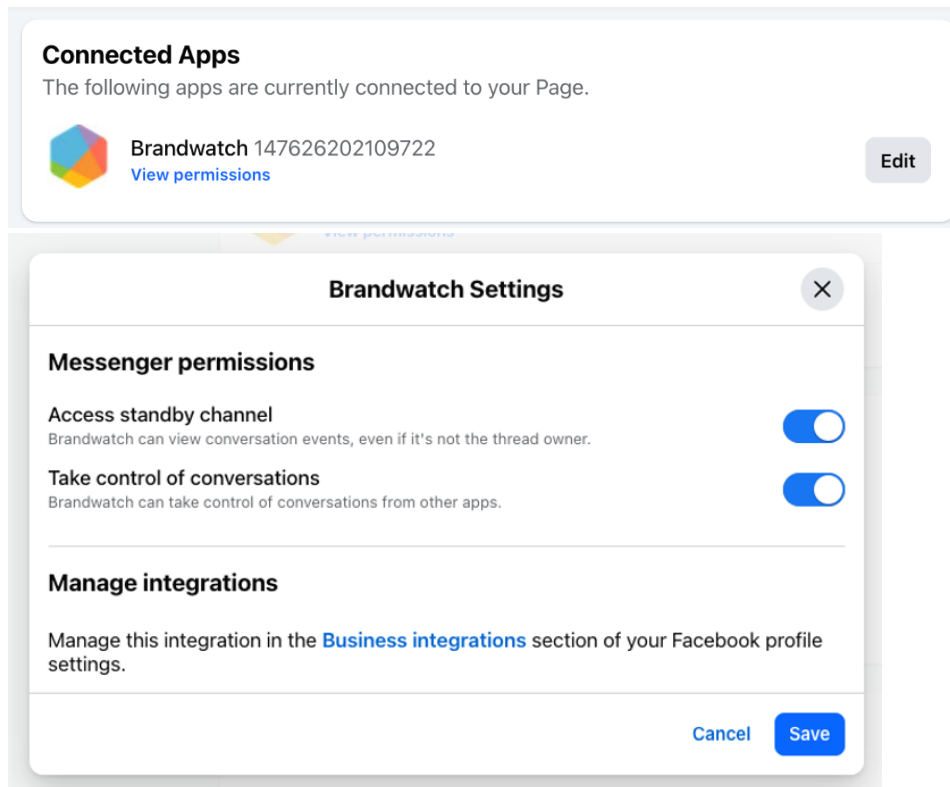 Connected Apps
The following apps are currently connected to your Page.
Brandwatch 147626202109722
View permissions
Edit
View permissions
Brandwatch Settings
Messenger permissions
Access standby channel
Brandwatch can view conversation events, even if it's not the thread owner.
Take control of conversations
Brandwatch can take control of conversations from other apps.
Manage integrations
Manage this integration in the Business integrations section of your Facebook profile
settings.
Cancel
Save